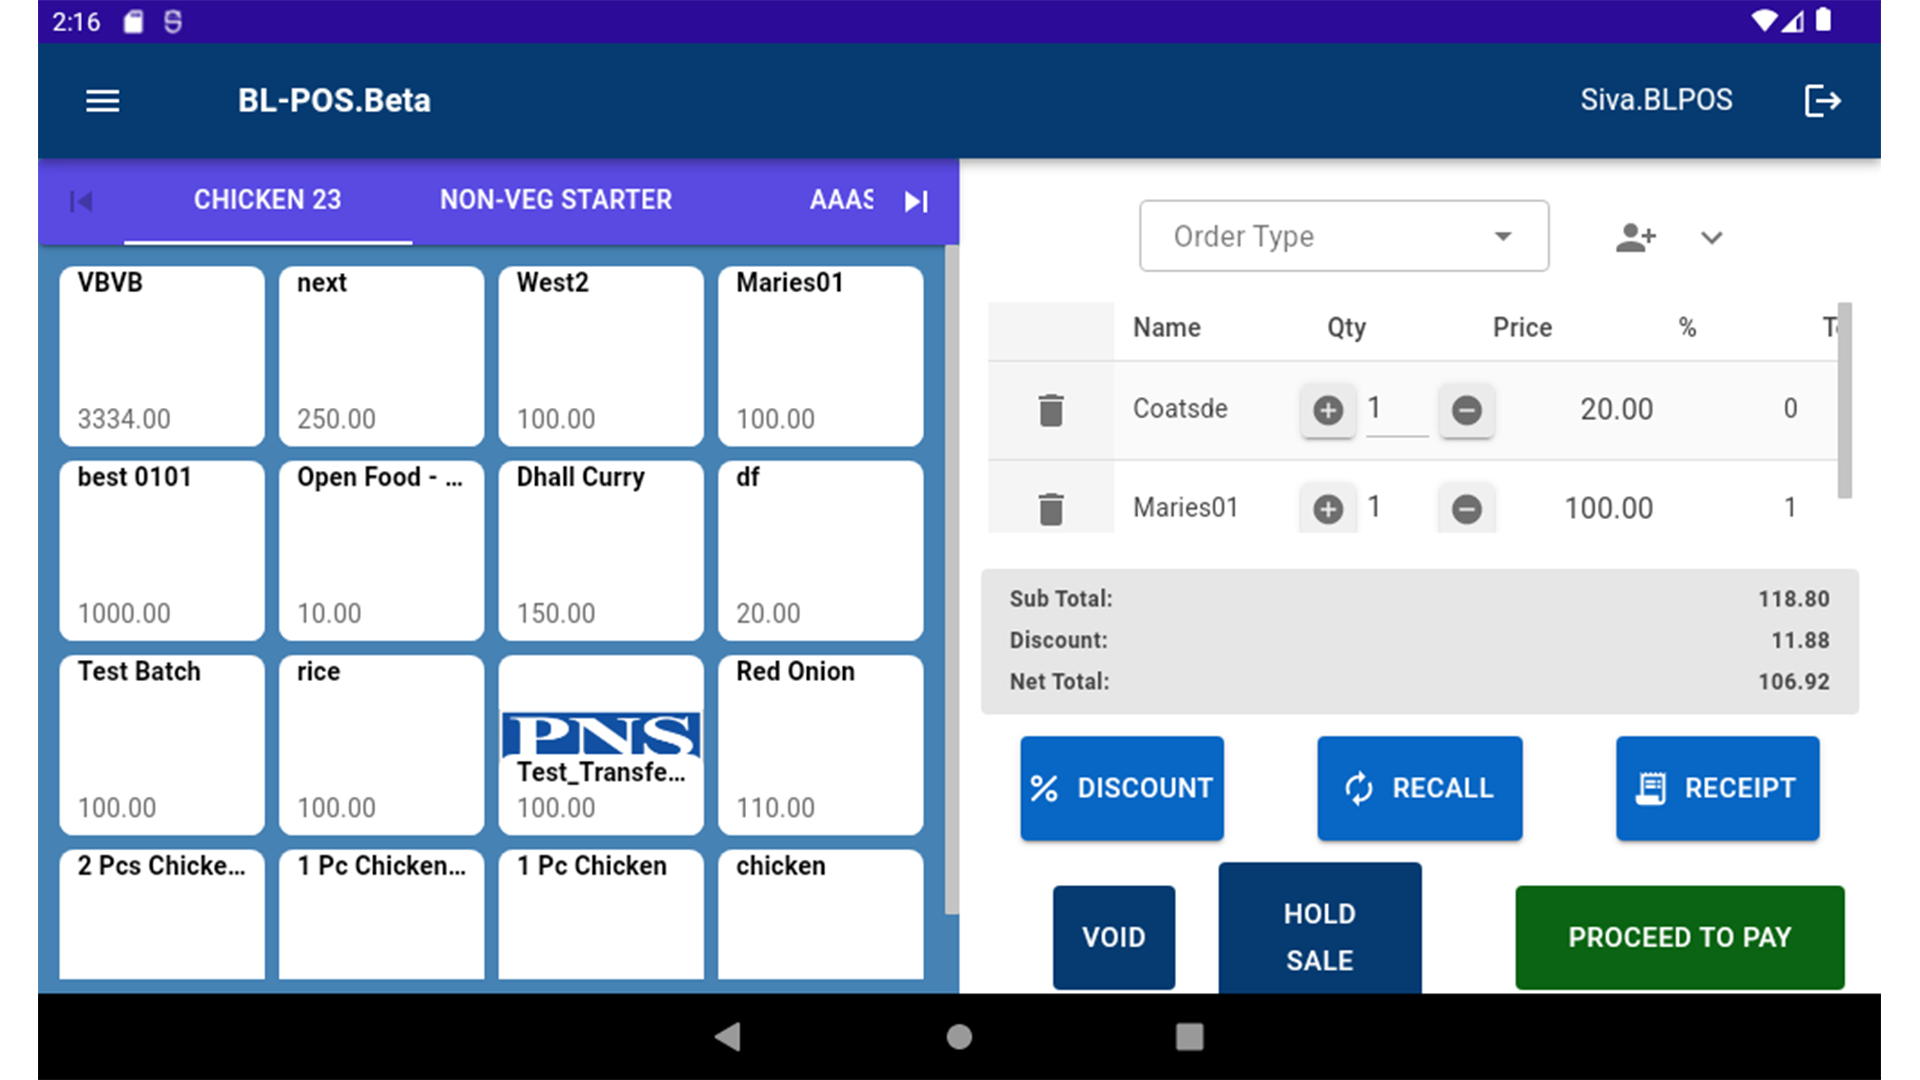 2:16
BL-POS.Beta
Siva.BLPOS
CHICKEN 23
NON-VEG STARTER
AAAS
VBVB
next
West2
Maries01
3334.00
250.00
100.00
100.00
best 0101
Open Food - ...
Dhall Curry
df
1000.00
10.00
150.00
20.00
Test Batch
rice
PNS
Test_Transfe...
Red Onion
100.00
100.00
100.00
110.00
2 Pcs Chicke...
1 Pc Chicken...
1 Pc Chicken
chicken
Order Type
Name Qty Price %
Coatsde 1 20.00 0
Maries01 1 100.00 1
Sub Total: 118.80
Discount: 11.88
Net Total: 106.92
% DISCOUNT
RECALL
RECEIPT
VOID
HOLD
SALE
PROCEED TO PAY